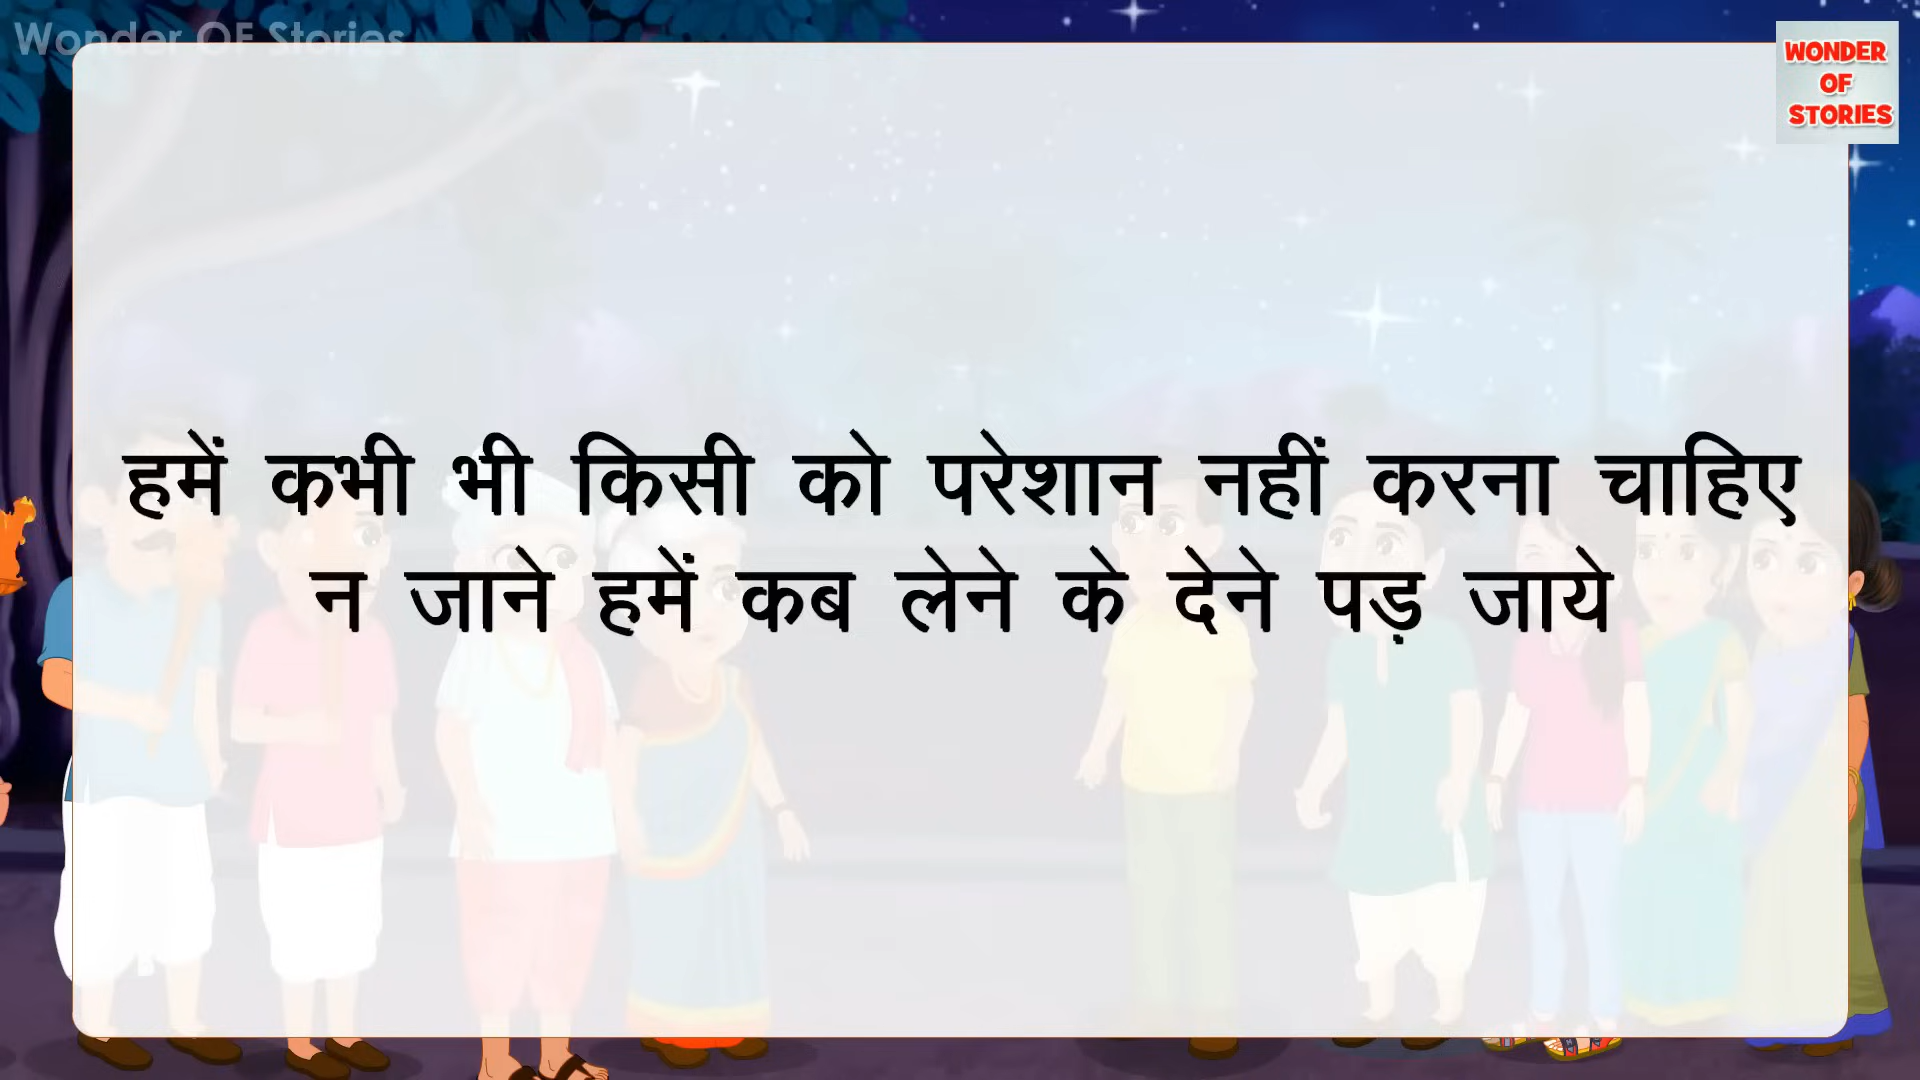 Wonder OF Stories
WONDER
OF
STORIES
हमें कभी भी किसी को परेशान नहीं करना चाहिए
न जाने हमें कब लेने के देने पड़ जाये